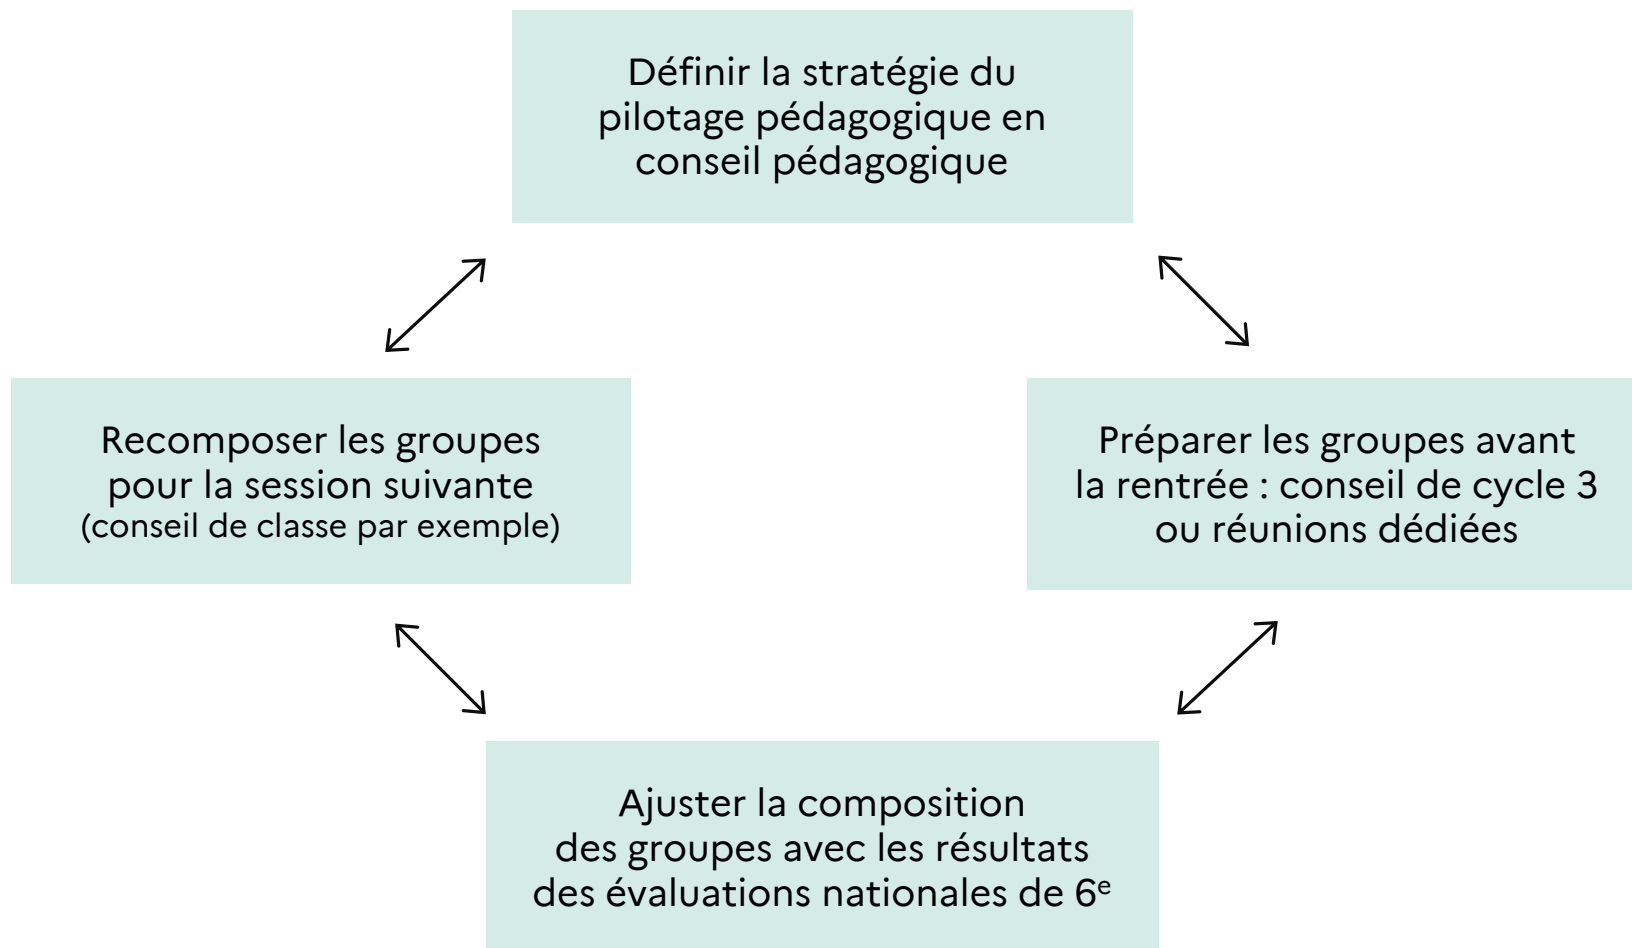 Définir la stratégie du
pilotage pédagogique en
conseil pédagogique
Recomposer les groupes
pour la session suivante
(conseil de classe par exemple)
Préparer les groupes avant
la rentrée : conseil de cycle 3
ou réunions dédiées
Ajuster la composition
des groupes avec les résultats
des évaluations nationales de 6ᵉ